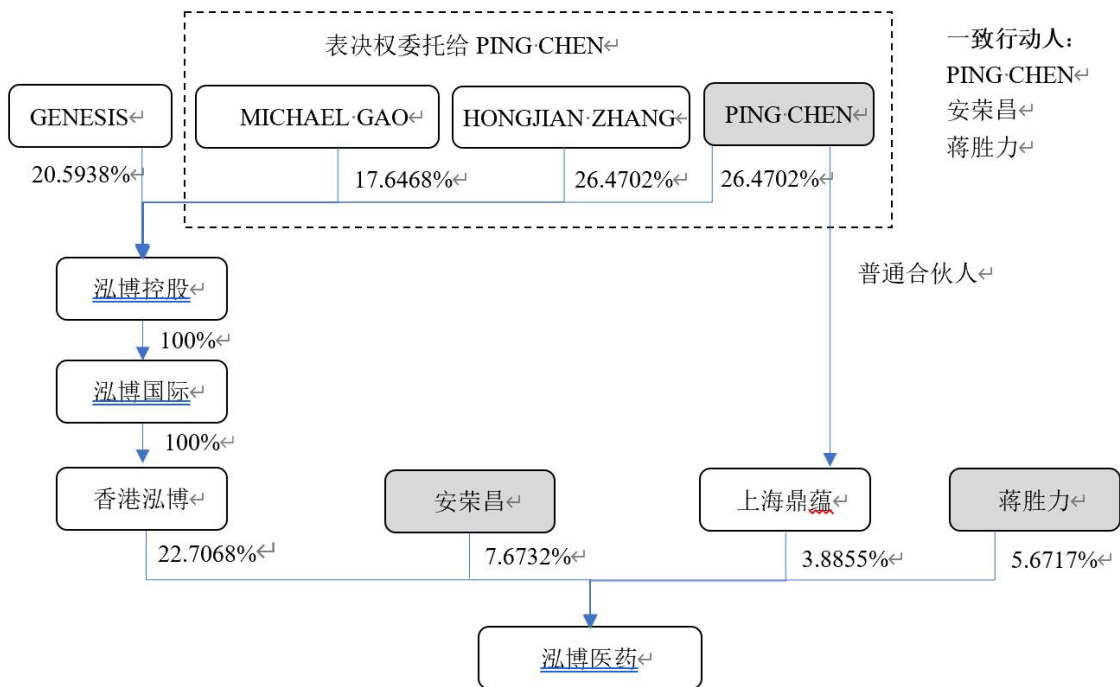 表决权委托给 PING·CHEN↵
一致行动人：
PING·CHEN↵
安荣昌↵
蒋胜力↵
GENESIS↵
MICHAEL·GAO↵
HONGJIAN·ZHANG↵
PING·CHEN↵
20.5938%↵
17.6468%↵
26.4702%↵
26.4702%↵
泓博控股↵
普通合伙人↵
100%↵
泓博国际↵
100%↵
香港泓博↵
安荣昌↵
上海鼎蕴↵
蒋胜力↵
22.7068%↵
7.6732%↵
3.8855%↵
5.6717%↵
泓博医药↵